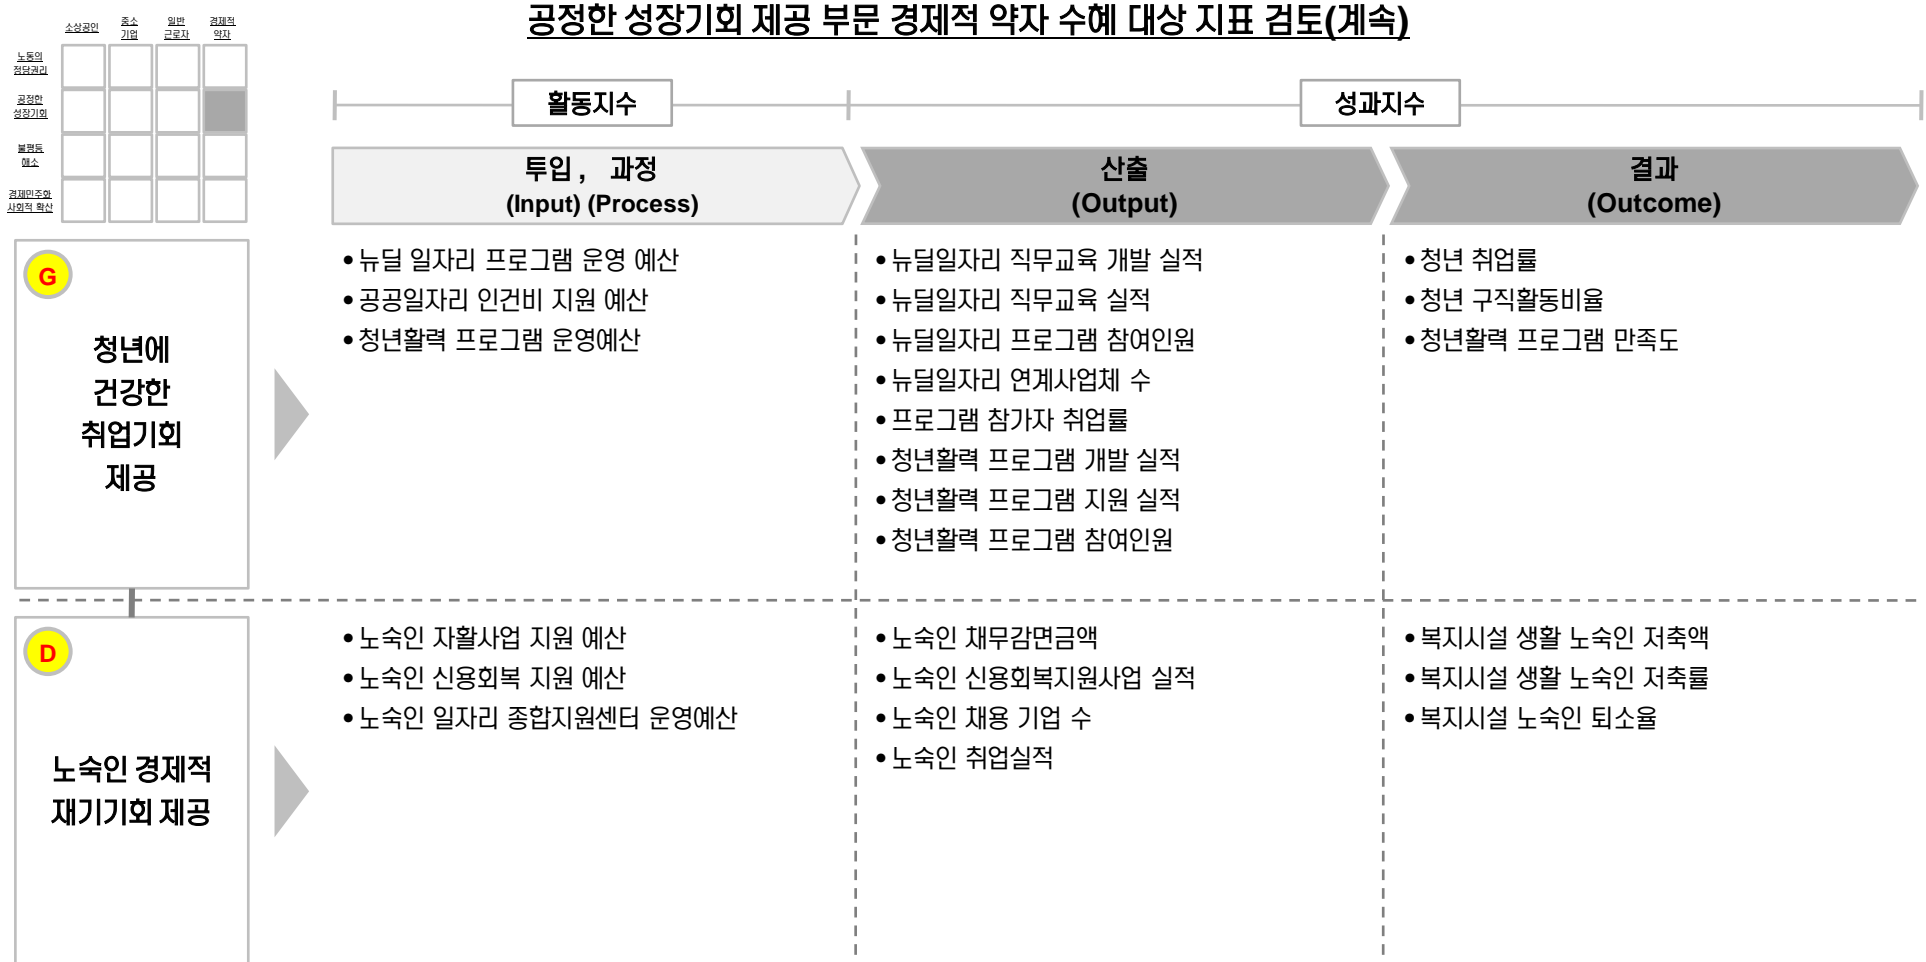 공정한 성장기회 제공 부문 경제적 약자 수혜 대상 지표 검토(계속)
소상공인
중소
기업
일반
근로자
경제적
약자
노동의
정당권리
공정한
성장기회
불평등
해소
경제민주화
사회적 확산
활동지수
성과지수
투입 , 과정
(Input) (Process)
산출
(Output)
결과
(Outcome)
G
청년에
건강한
취업기회
제공
•뉴딜 일자리 프로그램 운영 예산
•공공일자리 인건비 지원 예산
•청년활력 프로그램 운영예산
•뉴딜일자리 직무교육 개발 실적
•뉴딜일자리 직무교육 실적
•뉴딜일자리 프로그램 참여인원
•뉴딜일자리 연계사업체 수
•프로그램 참가자 취업률
•청년활력 프로그램 개발 실적
•청년활력 프로그램 지원 실적
•청년활력 프로그램 참여인원
•청년 취업률
•청년 구직활동비율
•청년활력 프로그램 만족도
D
노숙인 경제적
재기기회 제공
•노숙인 자활사업 지원 예산
•노숙인 신용회복 지원 예산
•노숙인 일자리 종합지원센터 운영예산
•노숙인 채무감면금액
•노숙인 신용회복지원사업 실적
•노숙인 채용 기업 수
•노숙인 취업실적
•복지시설 생활 노숙인 저축액
•복지시설 생활 노숙인 저축률
•복지시설 노숙인 퇴소율